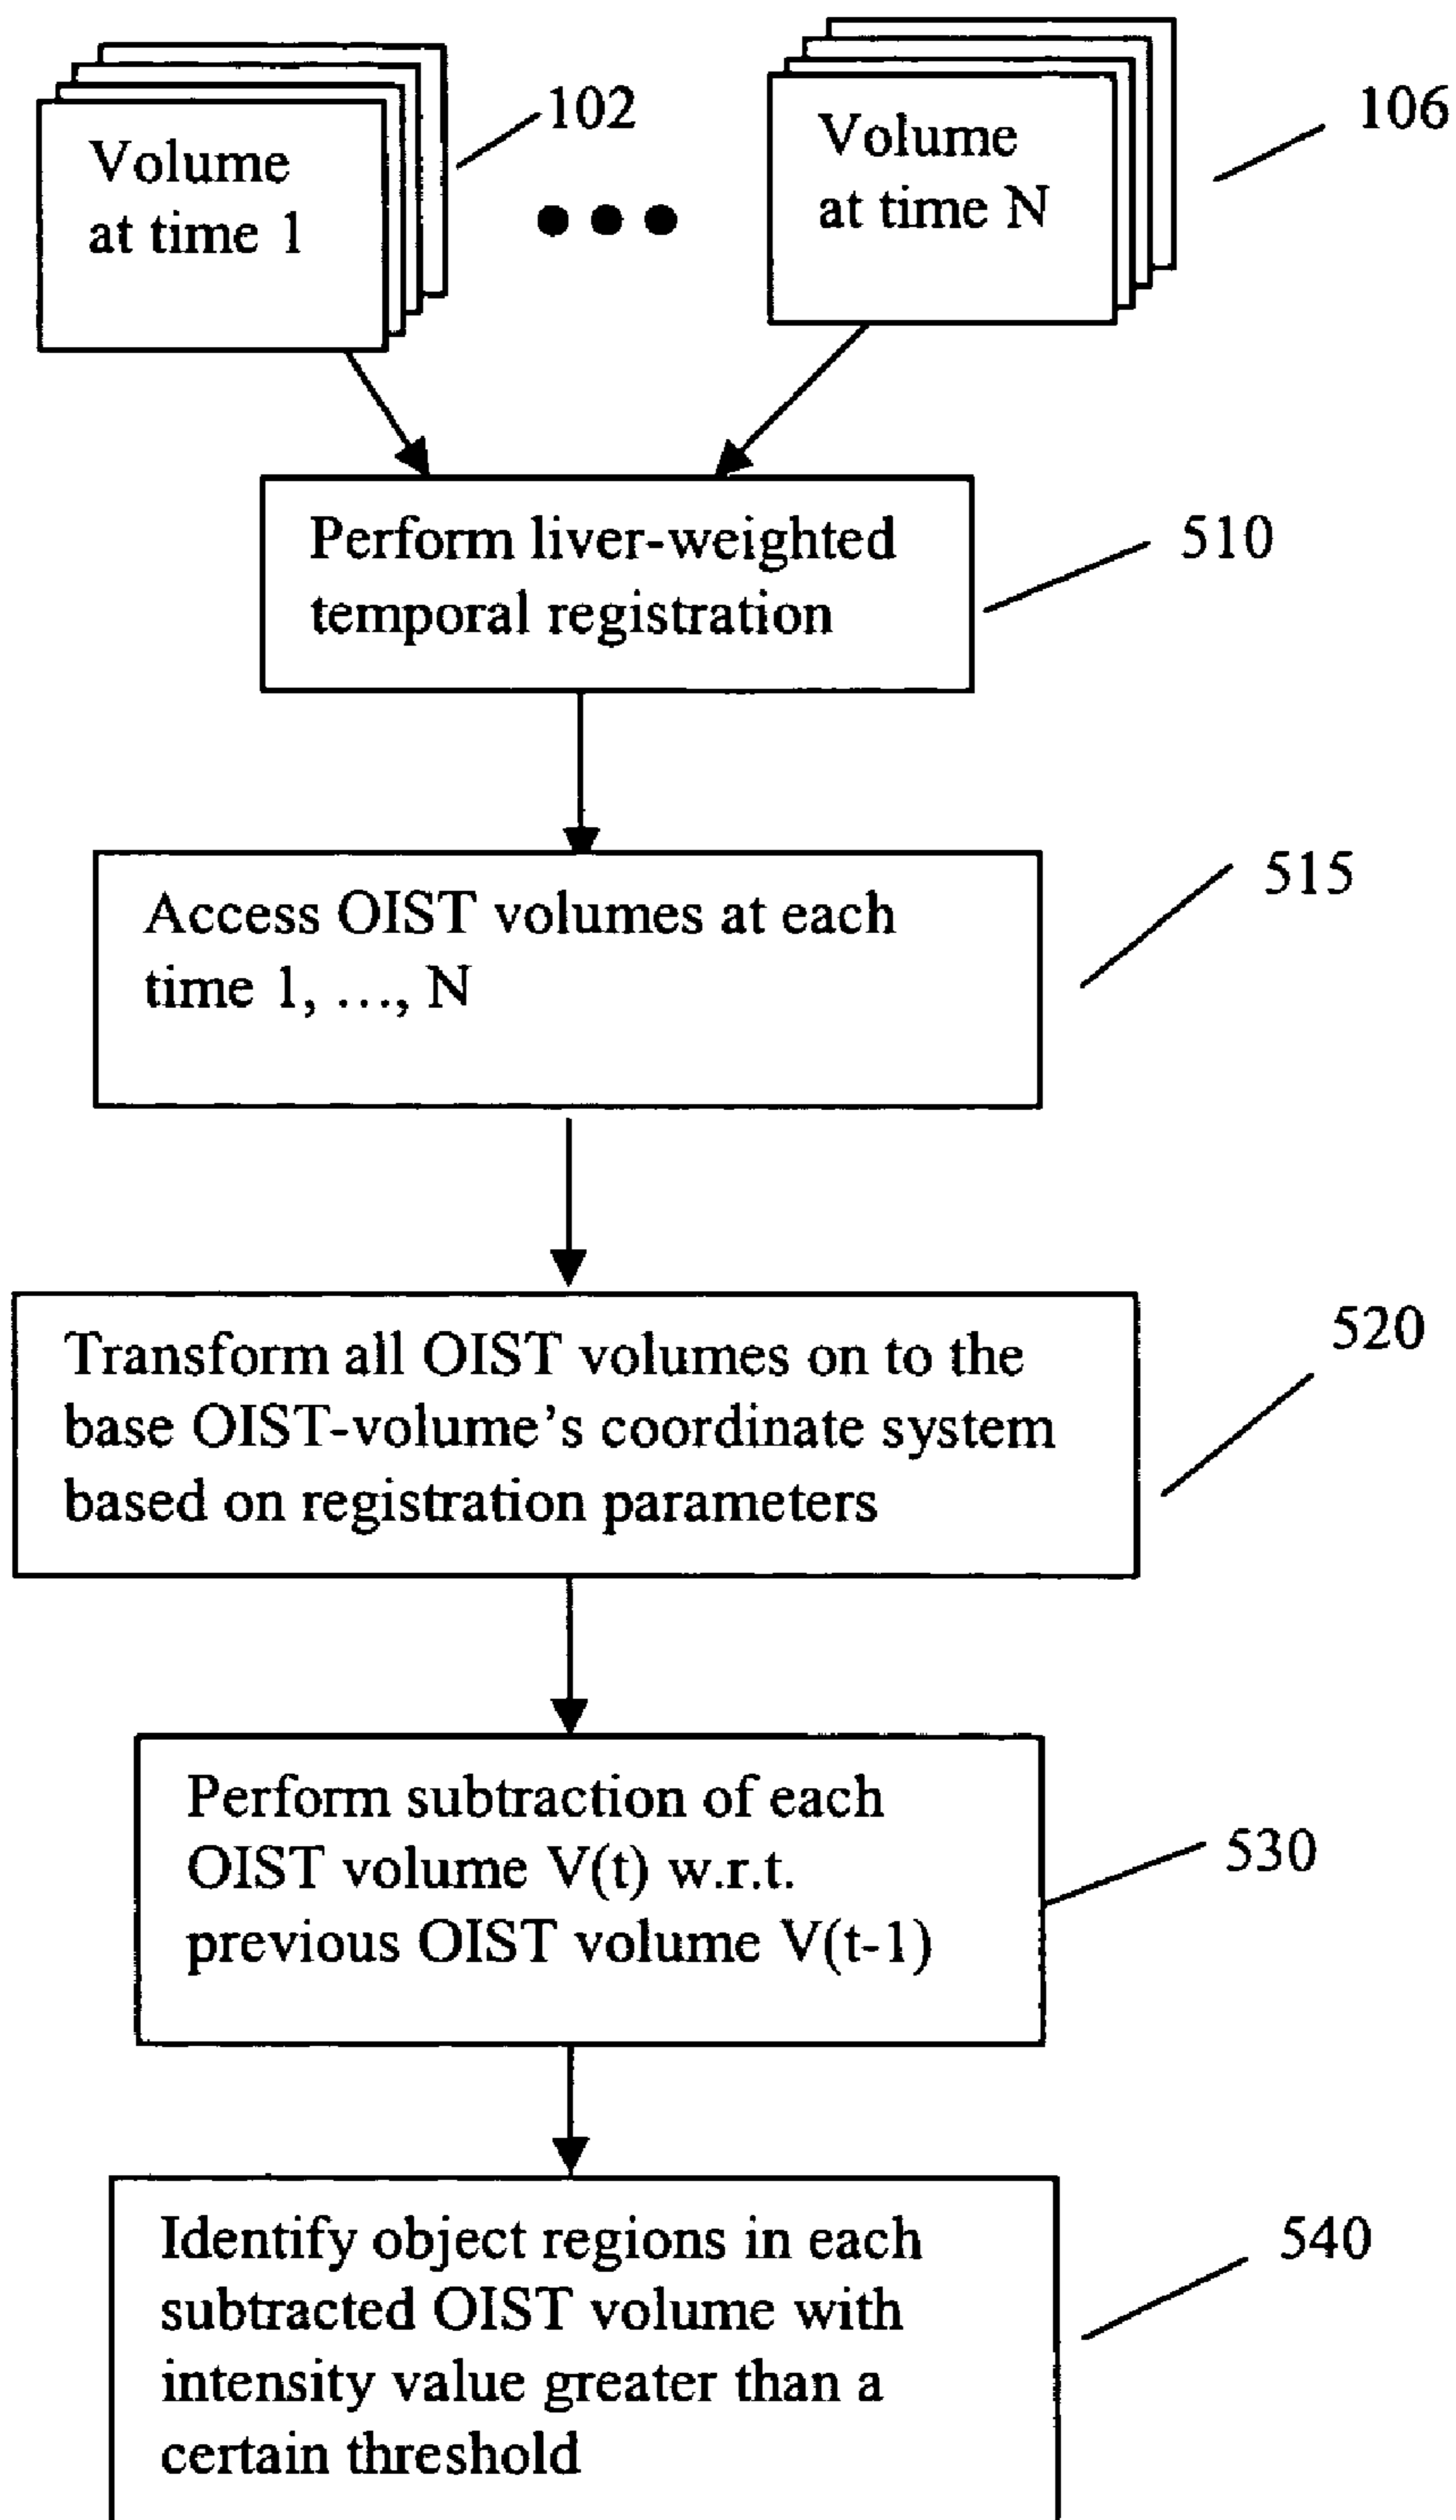 Volume
at time 1
102
Volume
at time N
106
Perform liver-weighted
temporal registration
510
Access OIST volumes at each
time 1, ..., N
515
Transform all OIST volumes on to the
base OIST-volume's coordinate system
based on registration parameters
520
Perform subtraction of each
OIST volume V(t) w.r.t.
previous OIST volume V(t-1)
530
Identify object regions in each
subtracted OIST volume with
intensity value greater than a
certain threshold
540